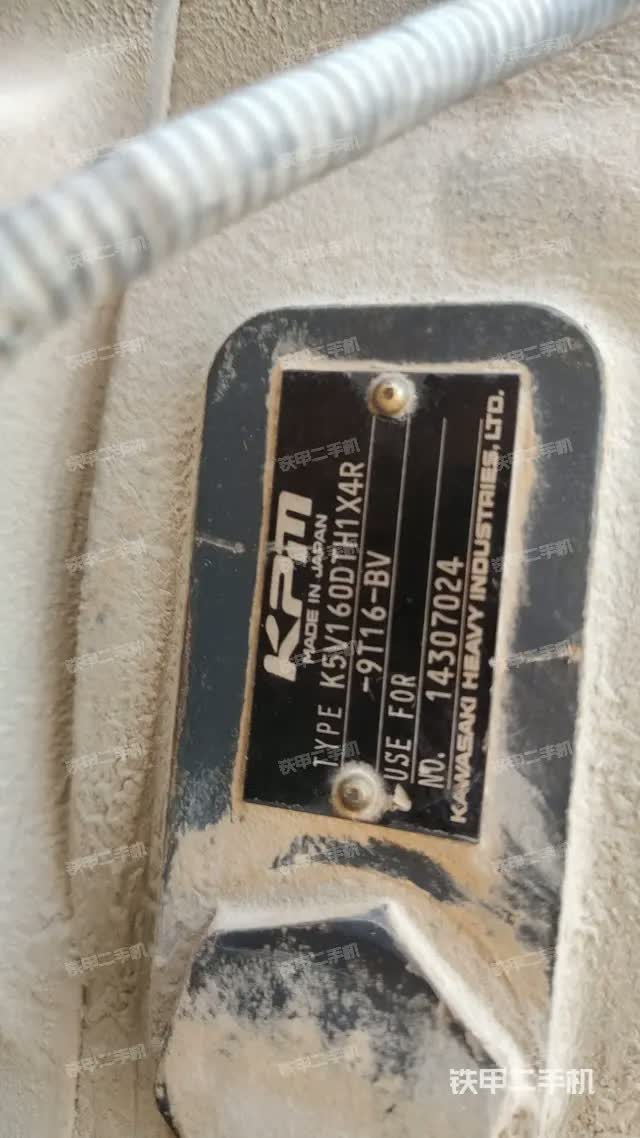 KPM
MADE IN JAPAN
TYPE K5V160DTH1X4R
-9T16-BV
USE FOR
NO. 14307024
KAWASAKI HEAVY INDUSTRIES, LTD.
铁甲二手机